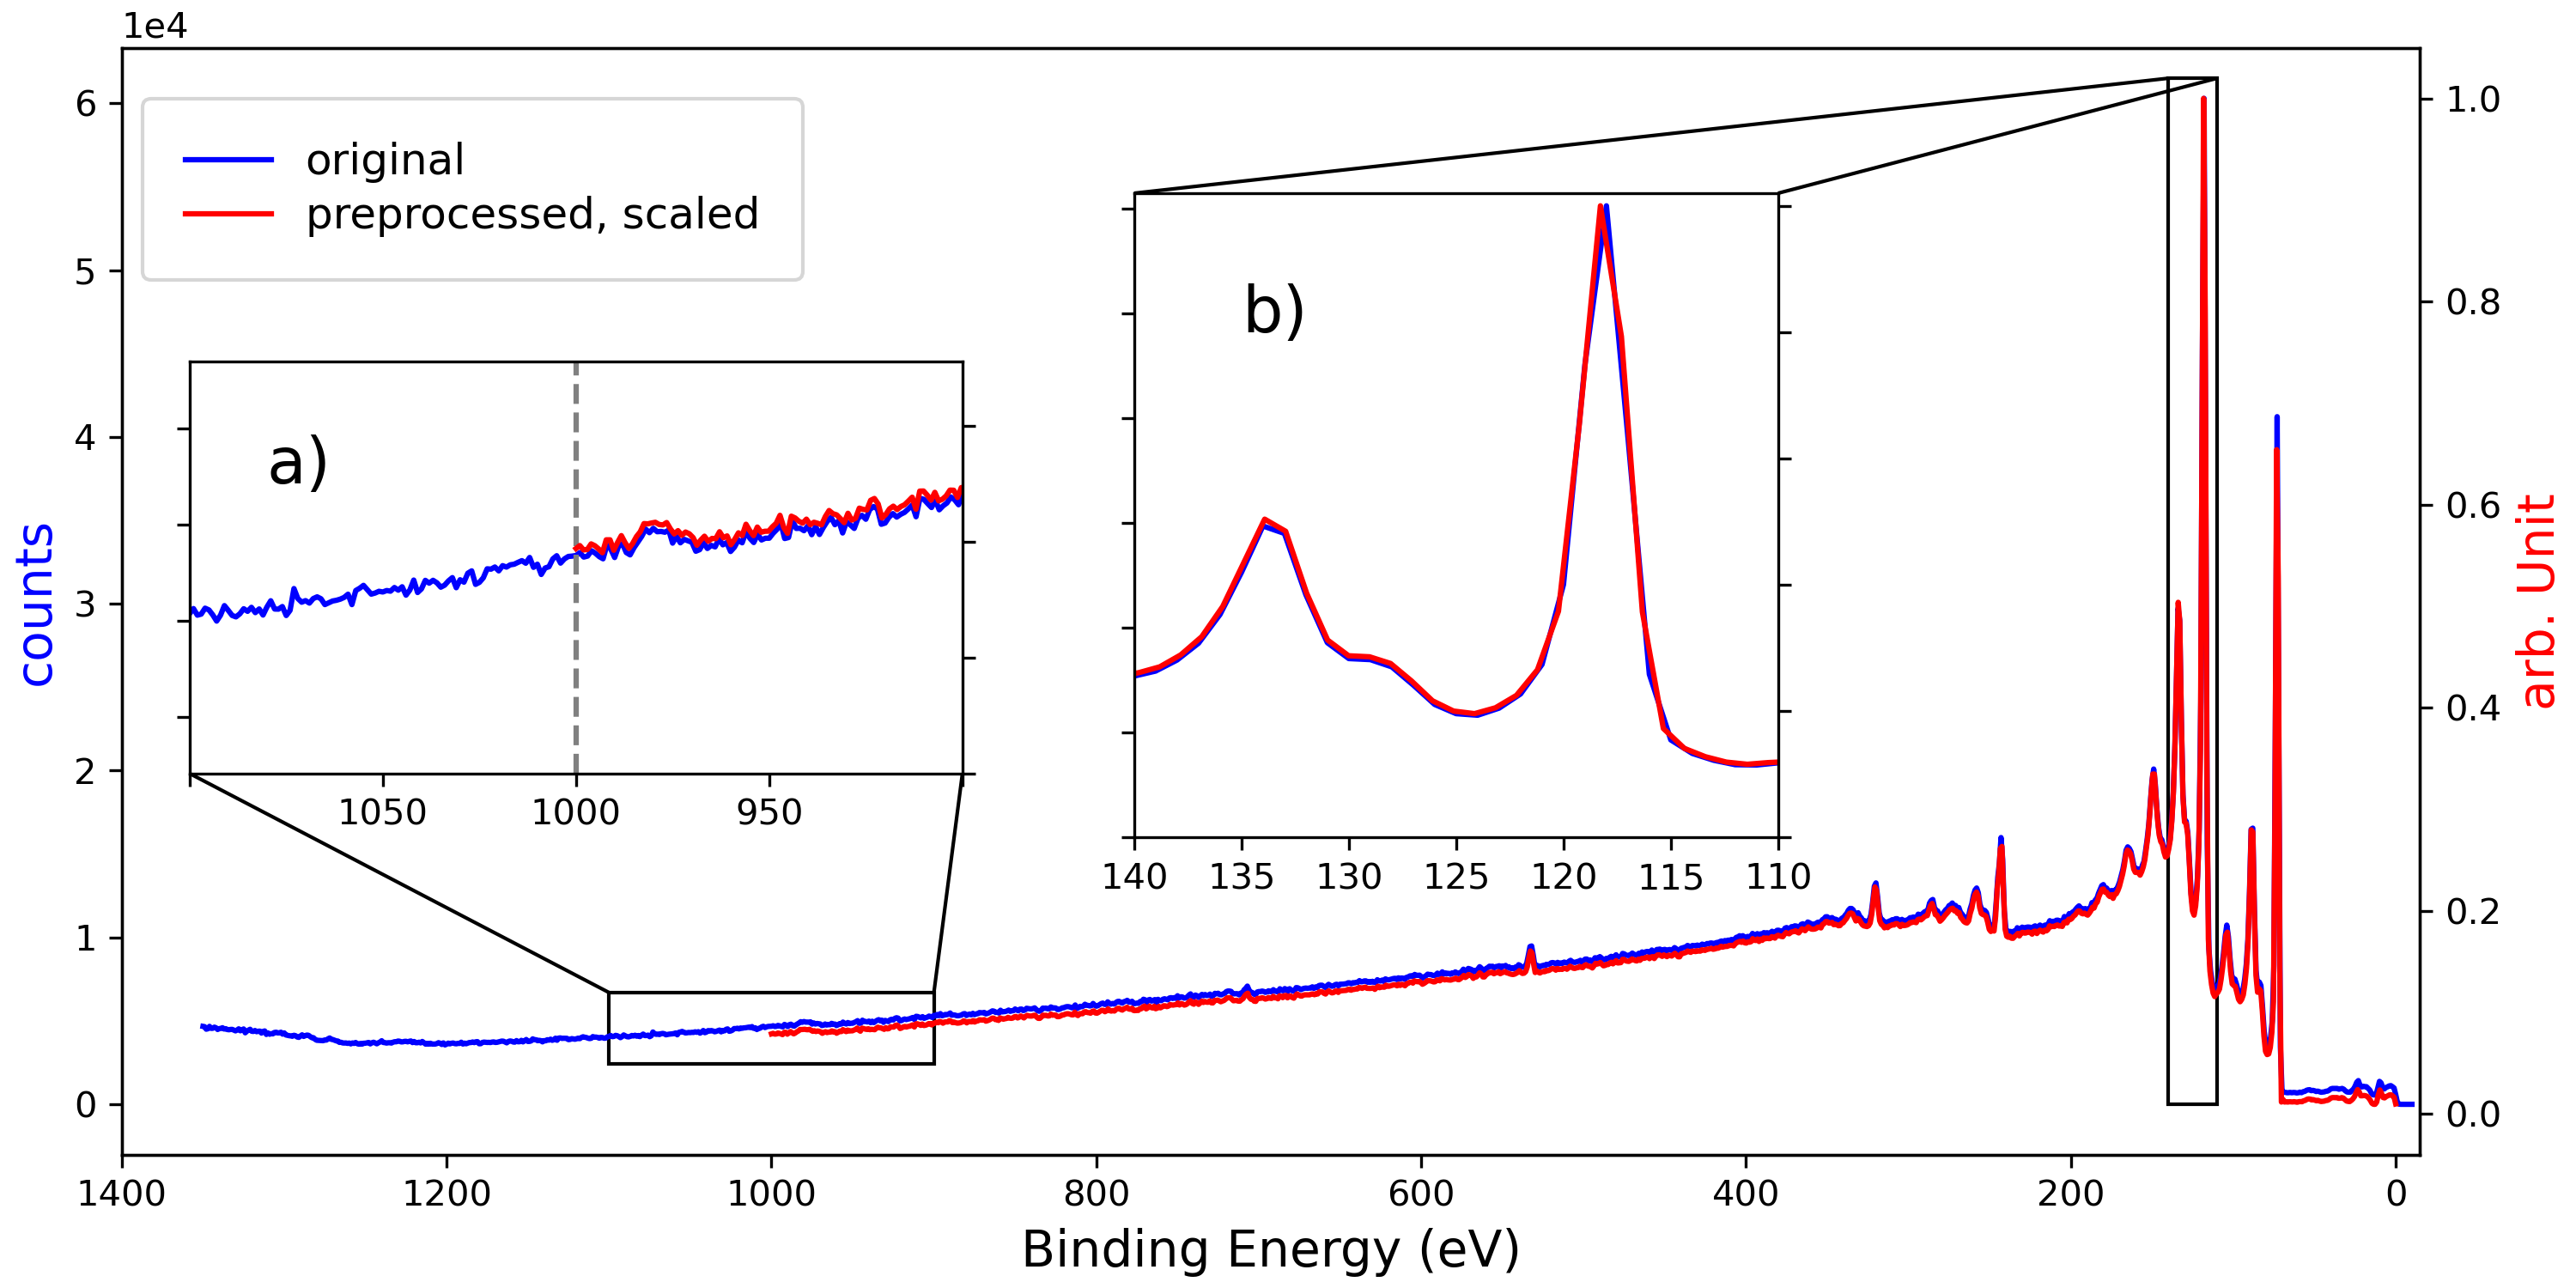 1e4
6
5
4
3
2
1
0
counts
original
preprocessed, scaled
a)
1050 1000 950
b)
140 135 130 125 120 115 110
1.0
0.8
0.6
0.4
0.2
0.0
arb. Unit
1400 1200 1000 800 600 400 200 0
Binding Energy (eV)